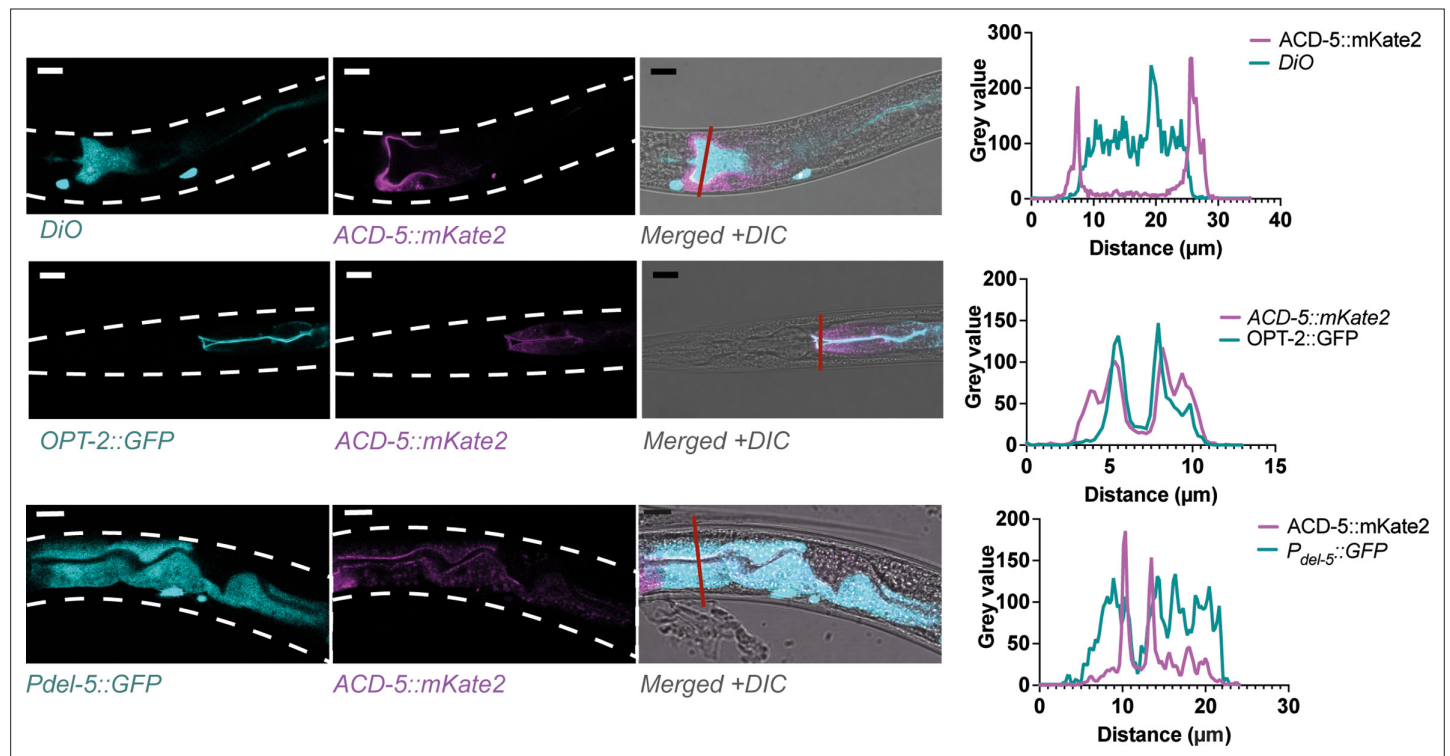 DiO
ACD-5::mKate2
Merged +DIC
300
200
100
0
Grey value
0
10
20
30
40
Distance (µm)
ACD-5::mKate2
DiO
OPT-2::GFP
ACD-5::mKate2
Merged +DIC
200
150
100
50
0
Grey value
0
5
10
15
Distance (µm)
ACD-5::mKate2
OPT-2::GFP
Pdel-5::GFP
ACD-5::mKate2
Merged +DIC
200
150
100
50
0
Grey value
0
10
20
30
Distance (µm)
ACD-5::mKate2
Pdel-5::GFP